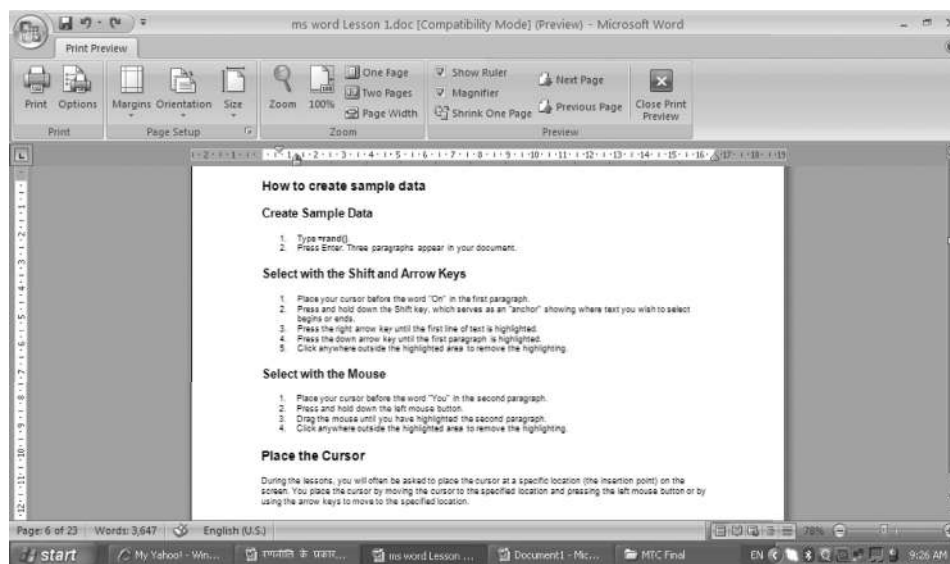 ms word Lesson 1.doc [Compatibility Mode] (Preview) - Microsoft Word
Print Preview
Print Options Margins Orientation Size Zoom 100% One Page Two Pages Page Width Show Ruler Magnifier Shrink One Page Next Page Previous Page Close Print Preview
Print Page Setup Zoom Preview
How to create sample data
Create Sample Data
1. Type =rand()
2. Press Enter. Three paragraphs appear in your document.
Select with the Shift and Arrow Keys
1. Place your cursor before the word "On" in the first paragraph.
2. Press and hold down the Shift key, which serves as an "anchor" showing where text you wish to select
begins or ends.
3. Press the right arrow key until the first line of text is highlighted.
4. Press the down arrow key until the first paragraph is highlighted.
5. Click anywhere outside the highlighted area to remove the highlighting.
Select with the Mouse
1. Place your cursor before the word "You" in the second paragraph.
2. Press and hold down the left mouse button.
3. Drag the mouse until you have highlighted the second paragraph.
4. Click anywhere outside the highlighted area to remove the highlighting.
Place the Cursor
During the lessons, you will often be asked to place the cursor at a specific location (the insertion point) on the
screen. You place the cursor by moving the cursor to the specified location and pressing the left mouse button or by
using the arrow keys to move to the specified location.
Page: 6 of 23 Words: 3,647 English (U.S.) 78%
start My Yahoo! - Win... रणनीति के प्रकार... ms word Lesson ... Document1 - Mic... MTC Final EN 9:26 AM